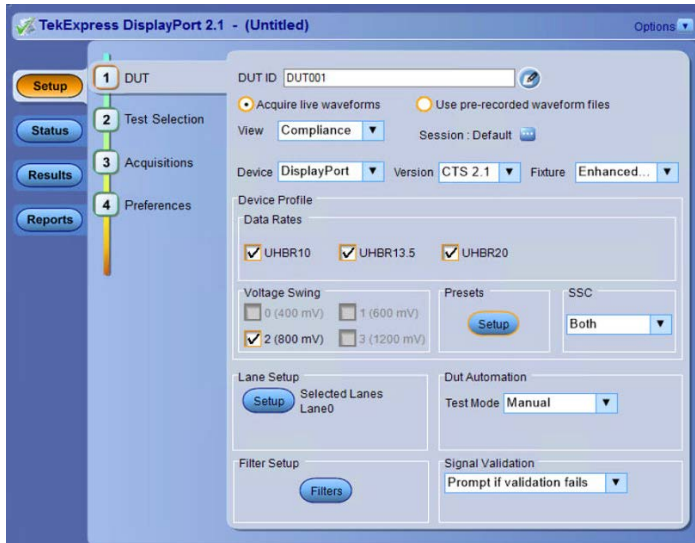 TekExpress DisplayPort 2.1 - (Untitled)
Options
Setup
Status
Results
Reports
1 DUT
2 Test Selection
3 Acquisitions
4 Preferences
DUT ID DUT001
Acquire live waveforms Use pre-recorded waveform files
View Compliance Session : Default
Device DisplayPort Version CTS 2.1 Fixture Enhanced...
Device Profile
Data Rates
UHBR10 UHBR13.5 UHBR20
Voltage Swing
0 (400 mV) 1 (600 mV)
2 (800 mV) 3 (1200 mV)
Presets
Setup
SSC
Both
Lane Setup
Setup Selected Lanes
Lane0
Dut Automation
Test Mode Manual
Filter Setup
Filters
Signal Validation
Prompt if validation fails